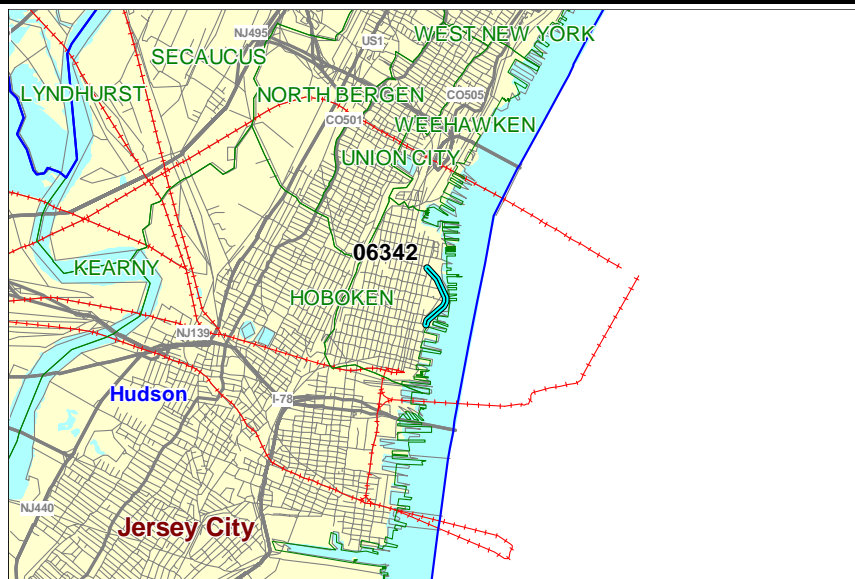 NJ495
US1
WEST NEW YORK
SECAUCUS
LYNDHURST
NORTH BERGEN
CO505
CO501
WEEHAWKEN
UNION CITY
06342
KEARNY
HOBOKEN
NJ139
Hudson
I-78
NJ440
Jersey City